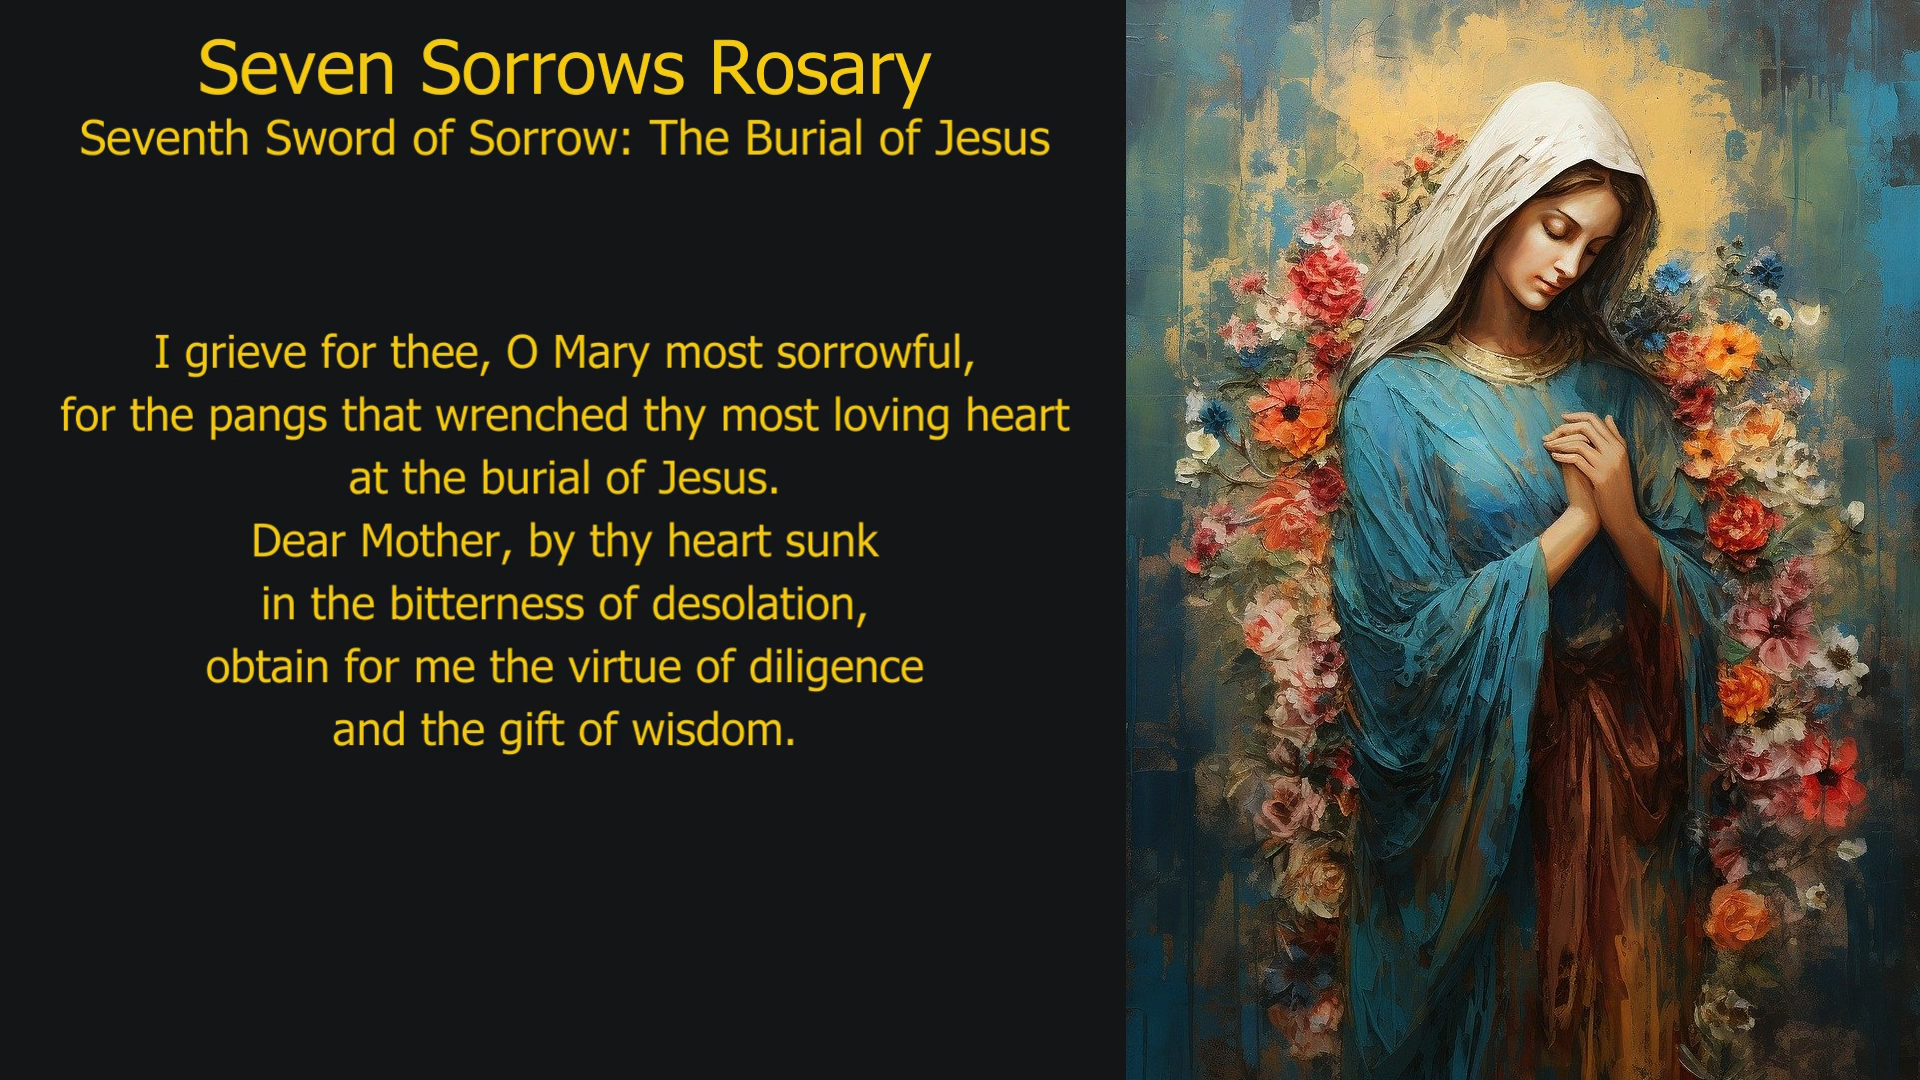 Seven Sorrows Rosary
Seventh Sword of Sorrow: The Burial of Jesus
I grieve for thee, O Mary most sorrowful,
for the pangs that wrenched thy most loving heart
at the burial of Jesus.
Dear Mother, by thy heart sunk
in the bitterness of desolation,
obtain for me the virtue of diligence
and the gift of wisdom.